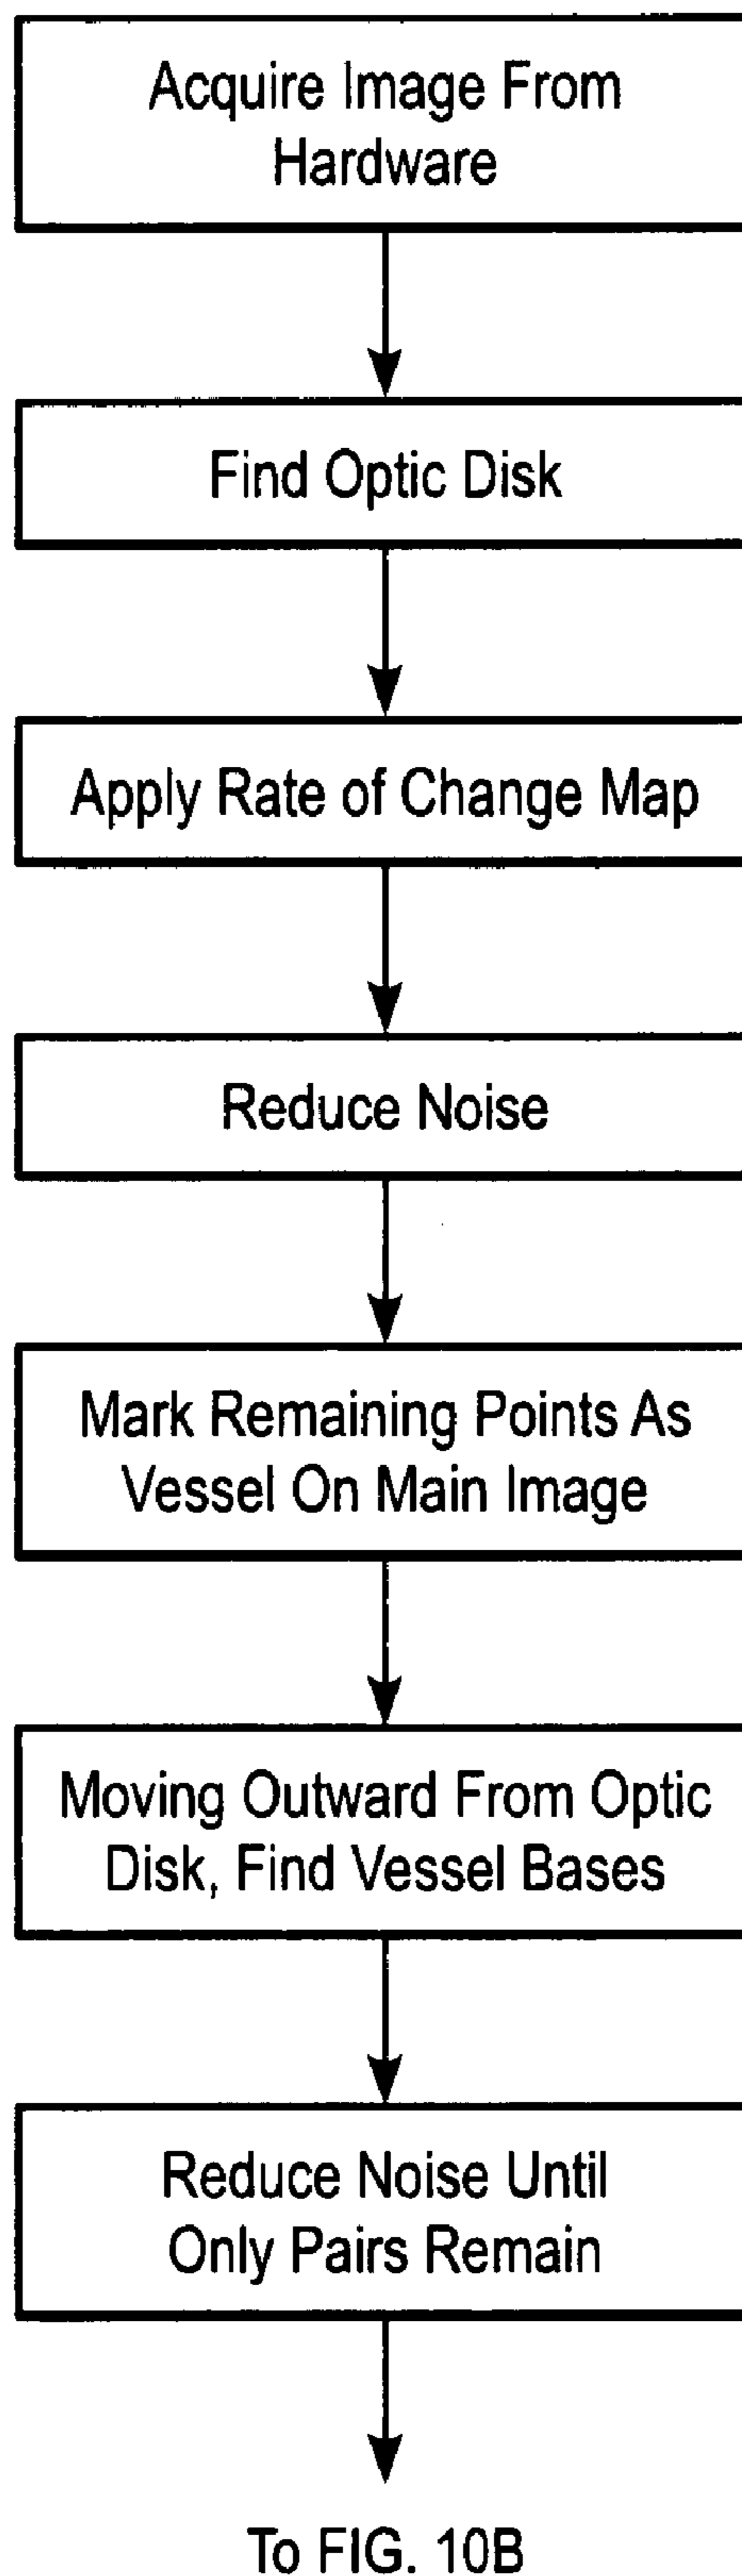 Acquire Image From
Hardware
Find Optic Disk
Apply Rate of Change Map
Reduce Noise
Mark Remaining Points As
Vessel On Main Image
Moving Outward From Optic
Disk, Find Vessel Bases
Reduce Noise Until
Only Pairs Remain
To FIG. 10B